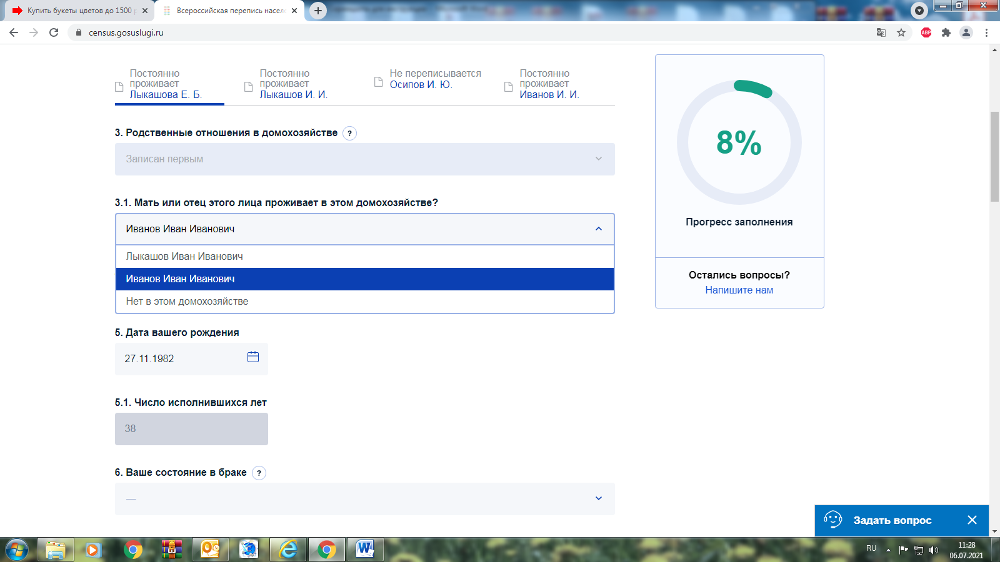 Купить букеты цветов до 1500 р
Всероссийская перепись населе
census.gosuslugi.ru
ABP
Постоянно
проживает
Лыкашова Е. Б.
Постоянно
проживает
Лыкашов И. И.
Не переписывается
Осипов И. Ю.
Постоянно
проживает
Иванов И. И.
3. Родственные отношения в домохозяйстве ?
Записан первым
3.1. Мать или отец этого лица проживает в этом домохозяйстве?
Иванов Иван Иванович
Лыкашов Иван Иванович
Иванов Иван Иванович
Нет в этом домохозяйстве
5. Дата вашего рождения
27.11.1982
5.1. Число исполнившихся лет
38
6. Ваше состояние в браке ?
—
8%
Прогресс заполнения
Остались вопросы?
Напишите нам
Задать вопрос
RU
11:28
06.07.2021